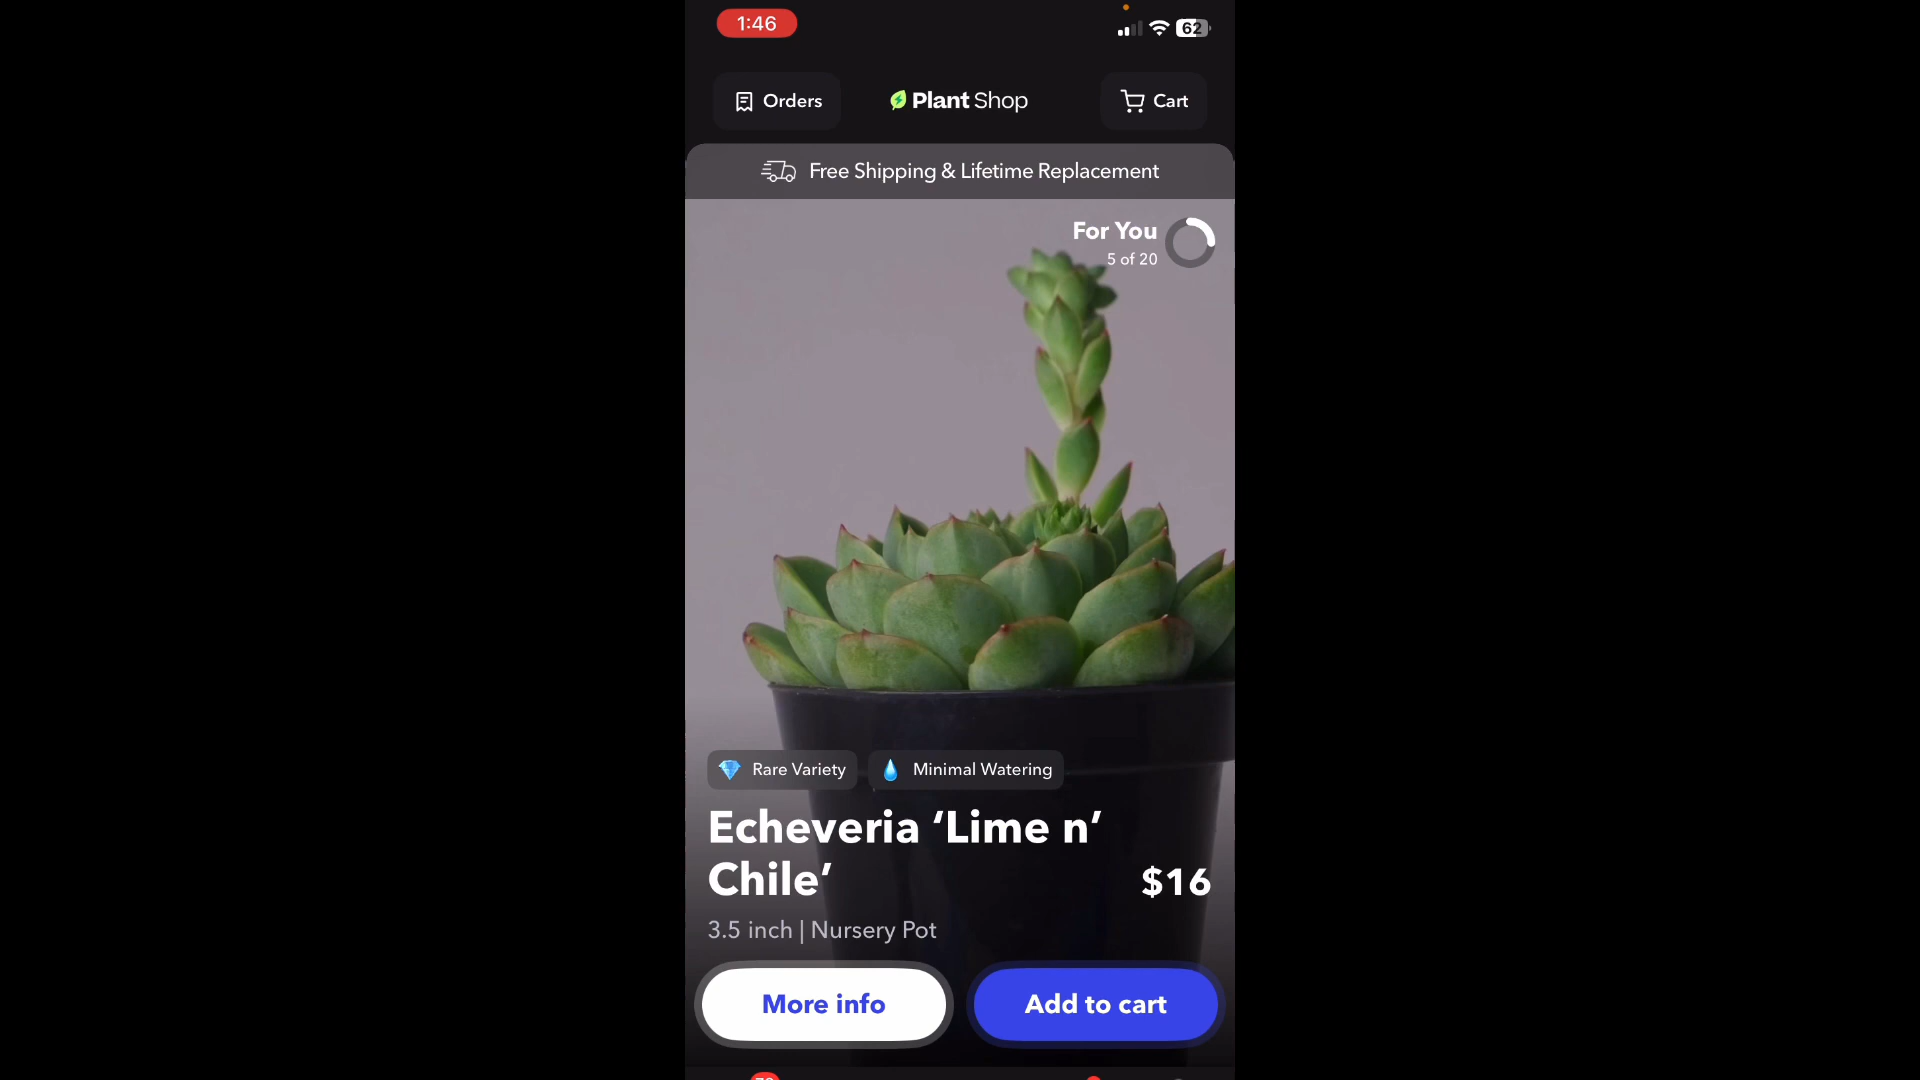 1:46
62
Orders
Plant Shop
Cart
Free Shipping & Lifetime Replacement
For You
5 of 20
Rare Variety
Minimal Watering
Echeveria ‘Lime n’
Chile’
$16
3.5 inch | Nursery Pot
More info
Add to cart